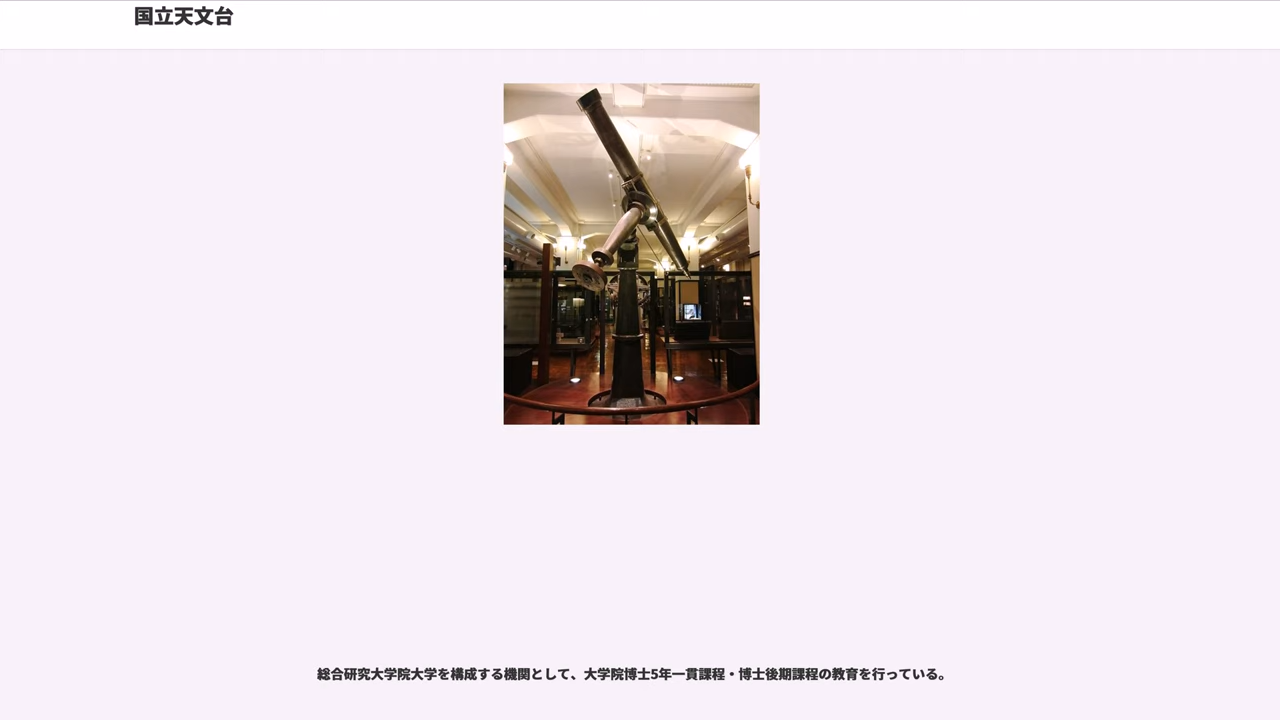 国立天文台
総合研究大学院大学を構成する機関として、大学院博士5年一貫課程・博士後期課程の教育を行っている。